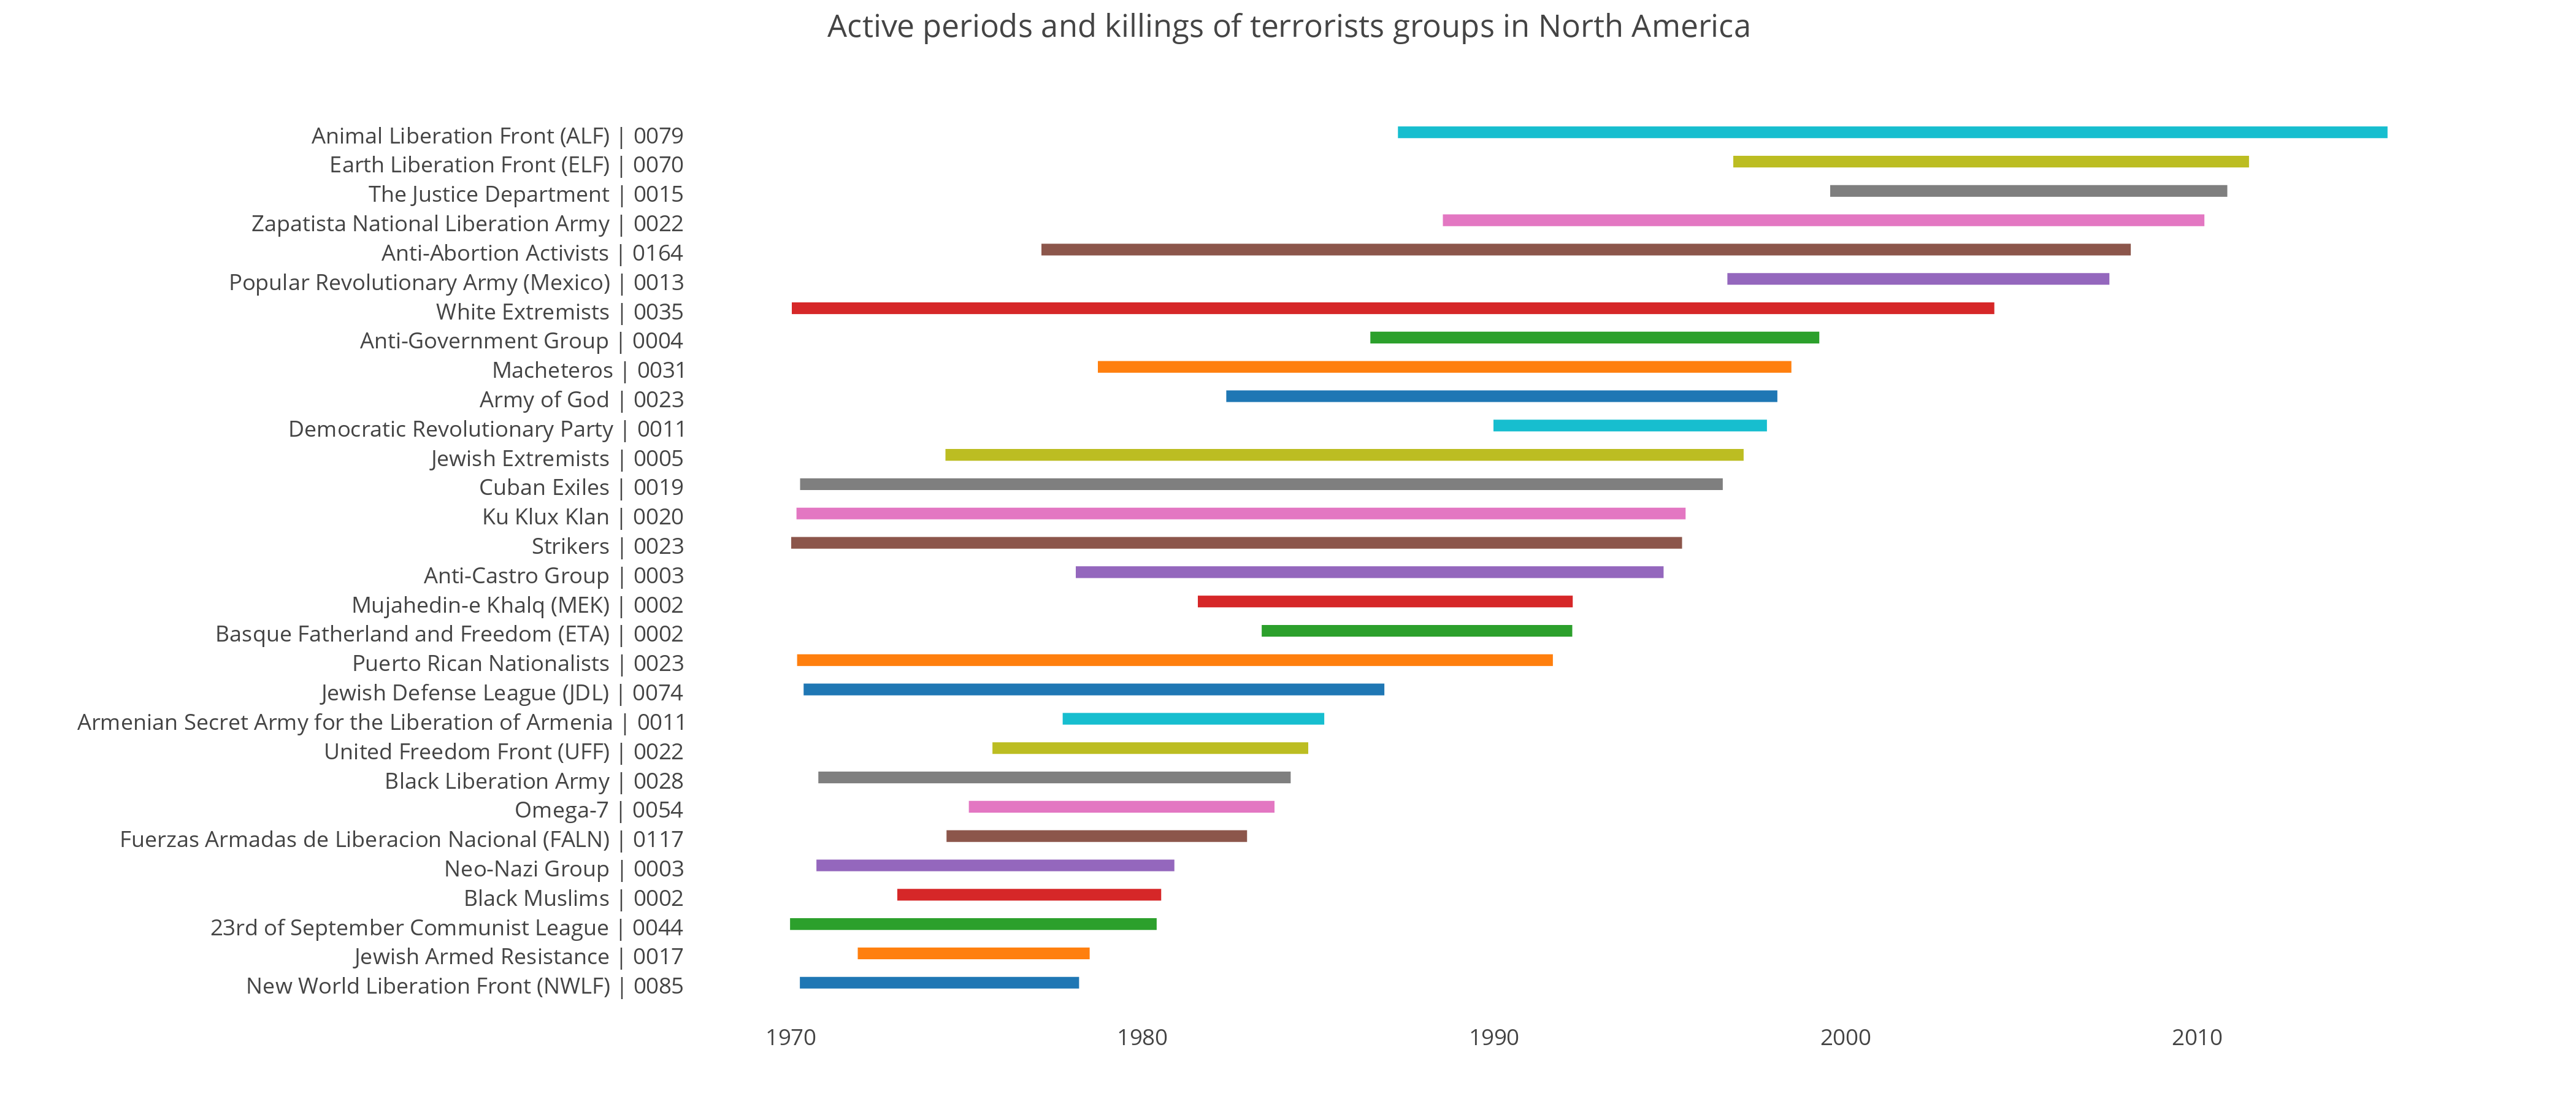 Active periods and killings of terrorists groups in North America
Animal Liberation Front (ALF) | 0079
Earth Liberation Front (ELF) | 0070
The Justice Department | 0015
Zapatista National Liberation Army | 0022
Anti-Abortion Activists | 0164
Popular Revolutionary Army (Mexico) | 0013
White Extremists | 0035
Anti-Government Group | 0004
Macheteros | 0031
Army of God | 0023
Democratic Revolutionary Party | 0011
Jewish Extremists | 0005
Cuban Exiles | 0019
Ku Klux Klan | 0020
Strikers | 0023
Anti-Castro Group | 0003
Mujahedin-e Khalq (MEK) | 0002
Basque Fatherland and Freedom (ETA) | 0002
Puerto Rican Nationalists | 0023
Jewish Defense League (JDL) | 0074
Armenian Secret Army for the Liberation of Armenia | 0011
United Freedom Front (UFF) | 0022
Black Liberation Army | 0028
Omega-7 | 0054
Fuerzas Armadas de Liberacion Nacional (FALN) | 0117
Neo-Nazi Group | 0003
Black Muslims | 0002
23rd of September Communist League | 0044
Jewish Armed Resistance | 0017
New World Liberation Front (NWLF) | 0085
1970 1980 1990 2000 2010